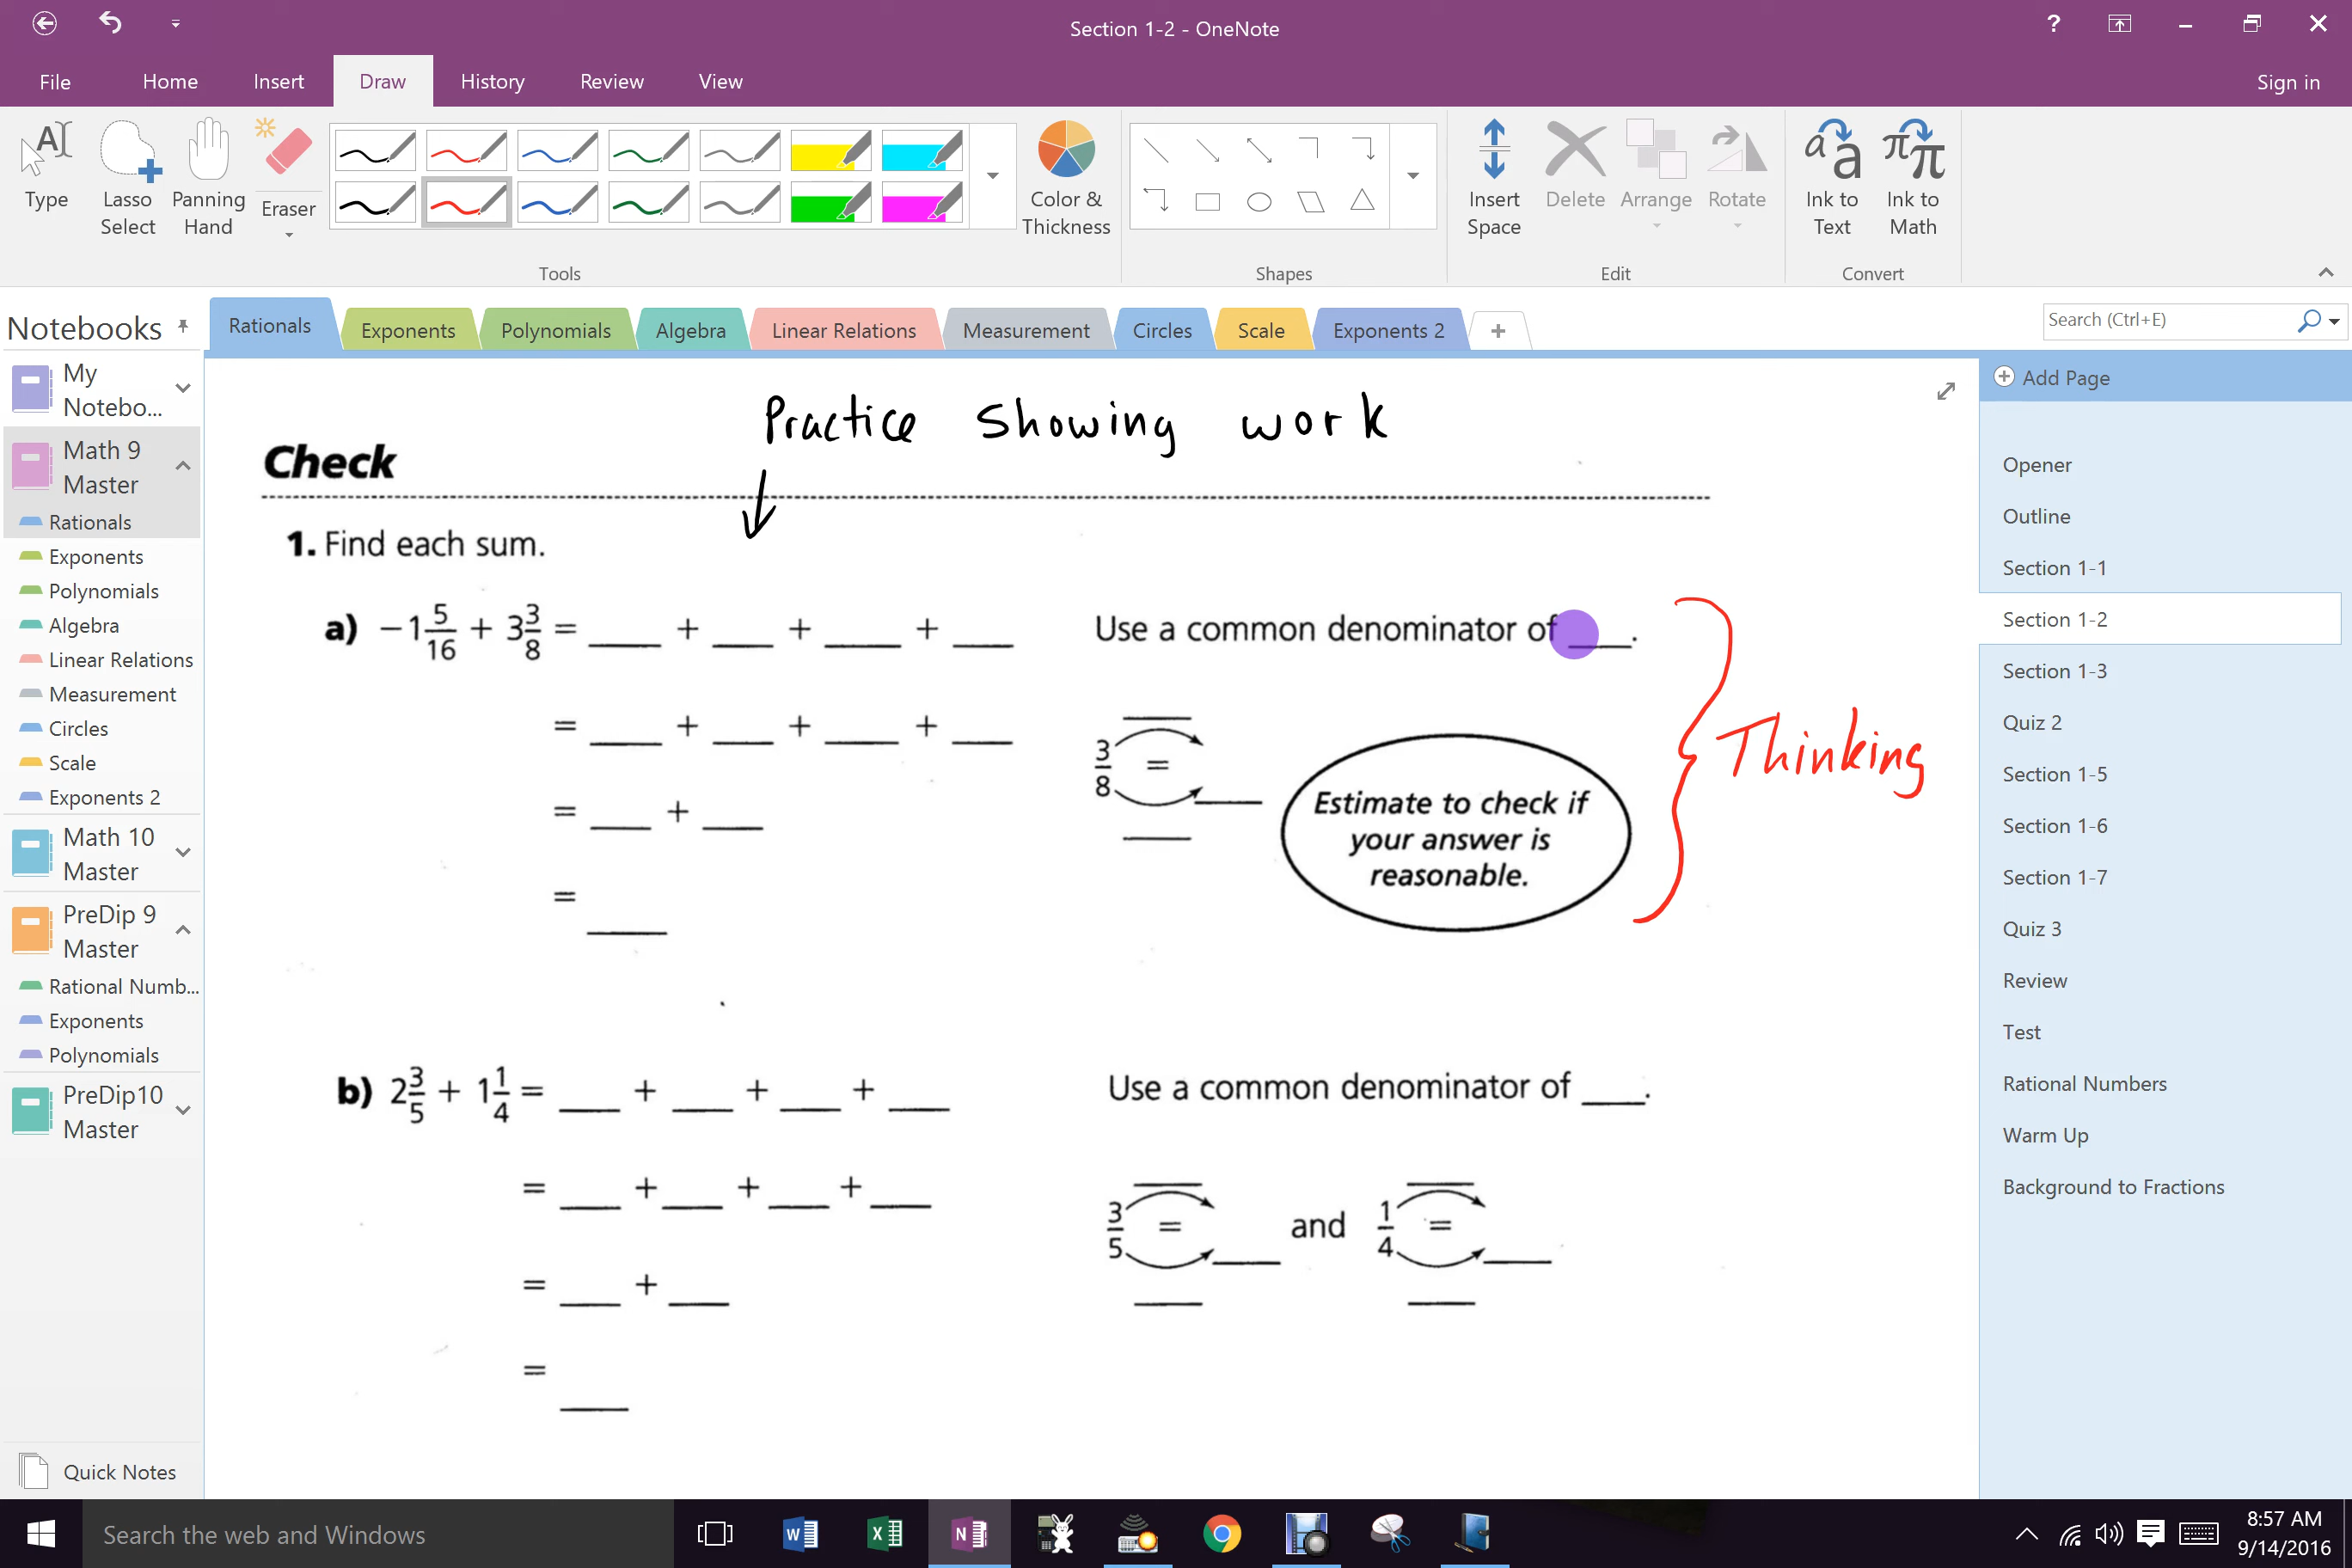 Section 1-2 - OneNote
?
File Home Insert Draw History Review View Sign in
Type
Lasso Select
Panning Hand
Eraser
Color & Thickness
Insert Space
Delete
Arrange
Rotate
Ink to Text
Ink to Math
Tools Shapes Edit Convert
Notebooks
Rationals Exponents Polynomials Algebra Linear Relations Measurement Circles Scale Exponents 2 +
Search (Ctrl+E)
My Notebo...
Math 9 Master
Rationals
Exponents
Polynomials
Algebra
Linear Relations
Measurement
Circles
Scale
Exponents 2
Math 10 Master
PreDip 9 Master
Rational Numb...
Exponents
Polynomials
PreDip10 Master
Quick Notes
Practice Showing work
Check
1. Find each sum.
a) −1 5/16 + 3 3/8 = ___ + ___ + ___ + ___
Use a common denominator of ___.
= ___ + ___ + ___ + ___
3/8 = ___
= ___ + ___
= ___
Estimate to check if
your answer is
reasonable.
Thinking
b) 2 3/5 + 1 1/4 = ___ + ___ + ___ + ___
Use a common denominator of ___.
= ___ + ___ + ___ + ___
3/5 = ___ and 1/4 = ___
= ___ + ___
= ___
Add Page
Opener
Outline
Section 1-1
Section 1-2
Section 1-3
Quiz 2
Section 1-5
Section 1-6
Section 1-7
Quiz 3
Review
Test
Rational Numbers
Warm Up
Background to Fractions
Search the web and Windows
8:57 AM
9/14/2016